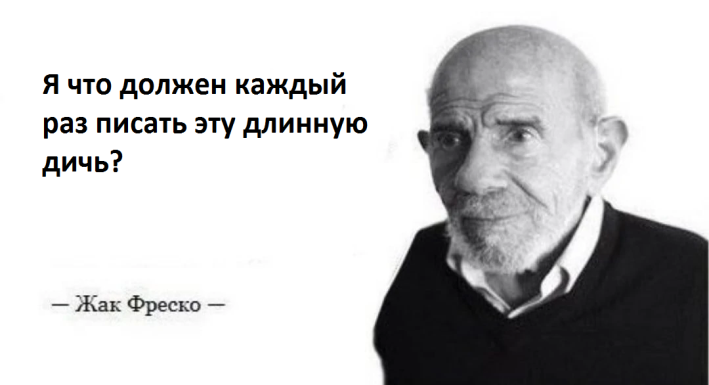 Я что должен каждый
раз писать эту длинную
дичь?
— Жак Фреско —